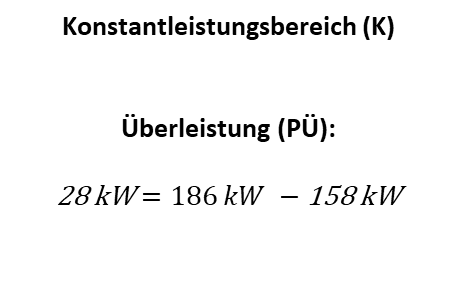 Konstantleistungsbereich (K)
Überleistung (PÜ):
28 kW = 186 kW − 158 kW